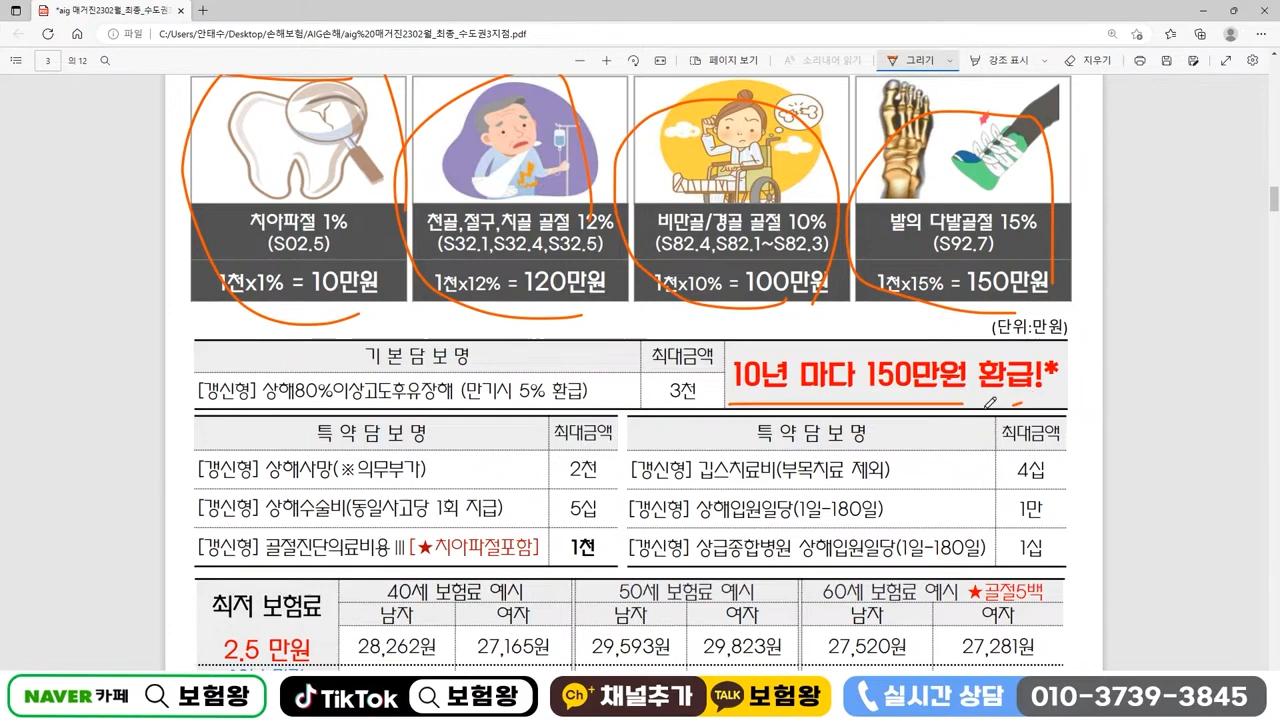 *aig 매거진2302월_최종_수도권3
파일 C:/Users/안태수/Desktop/손해보험/AIG손해/aig%20매거진2302월_최종_수도권3지점.pdf
3 의 12 페이지 보기 소리내어 읽기 그리기 강조 표시 지우기
치아파절 1%
(S02.5)
1천x1% = 10만원
천골,절구,치골 골절 12%
(S32.1,S32.4,S32.5)
1천x12% = 120만원
비만골/경골 골절 10%
(S82.4,S82.1~S82.3)
1천x10% = 100만원
발의 다발골절 15%
(S92.7)
1천x15% = 150만원
(단위:만원)
기 본 담 보 명 최대금액
[갱신형] 상해80%이상고도후유장해 (만기시 5% 환급) 3천
10년 마다 150만원 환급!*
특 약 담 보 명 최대금액 특 약 담 보 명 최대금액
[갱신형] 상해사망(※의무부가) 2천 [갱신형] 깁스치료비(부목치료 제외) 4십
[갱신형] 상해수술비(동일사고당 1회 지급) 5십 [갱신형] 상해입원일당(1일-180일) 1만
[갱신형] 골절진단의료비용Ⅲ[★치아파절포함] 1천 [갱신형] 상급종합병원 상해입원일당(1일-180일) 1십
최저 보험료 40세 보험료 예시 50세 보험료 예시 60세 보험료 예시 ★골절5백
남자 여자 남자 여자 남자 여자
2.5 만원 28,262원 27,165원 29,593원 29,823원 27,520원 27,281원
NAVER 카페 보험왕 TikTok 보험왕 Ch+ 채널추가 TALK 보험왕 실시간 상담 010-3739-3845